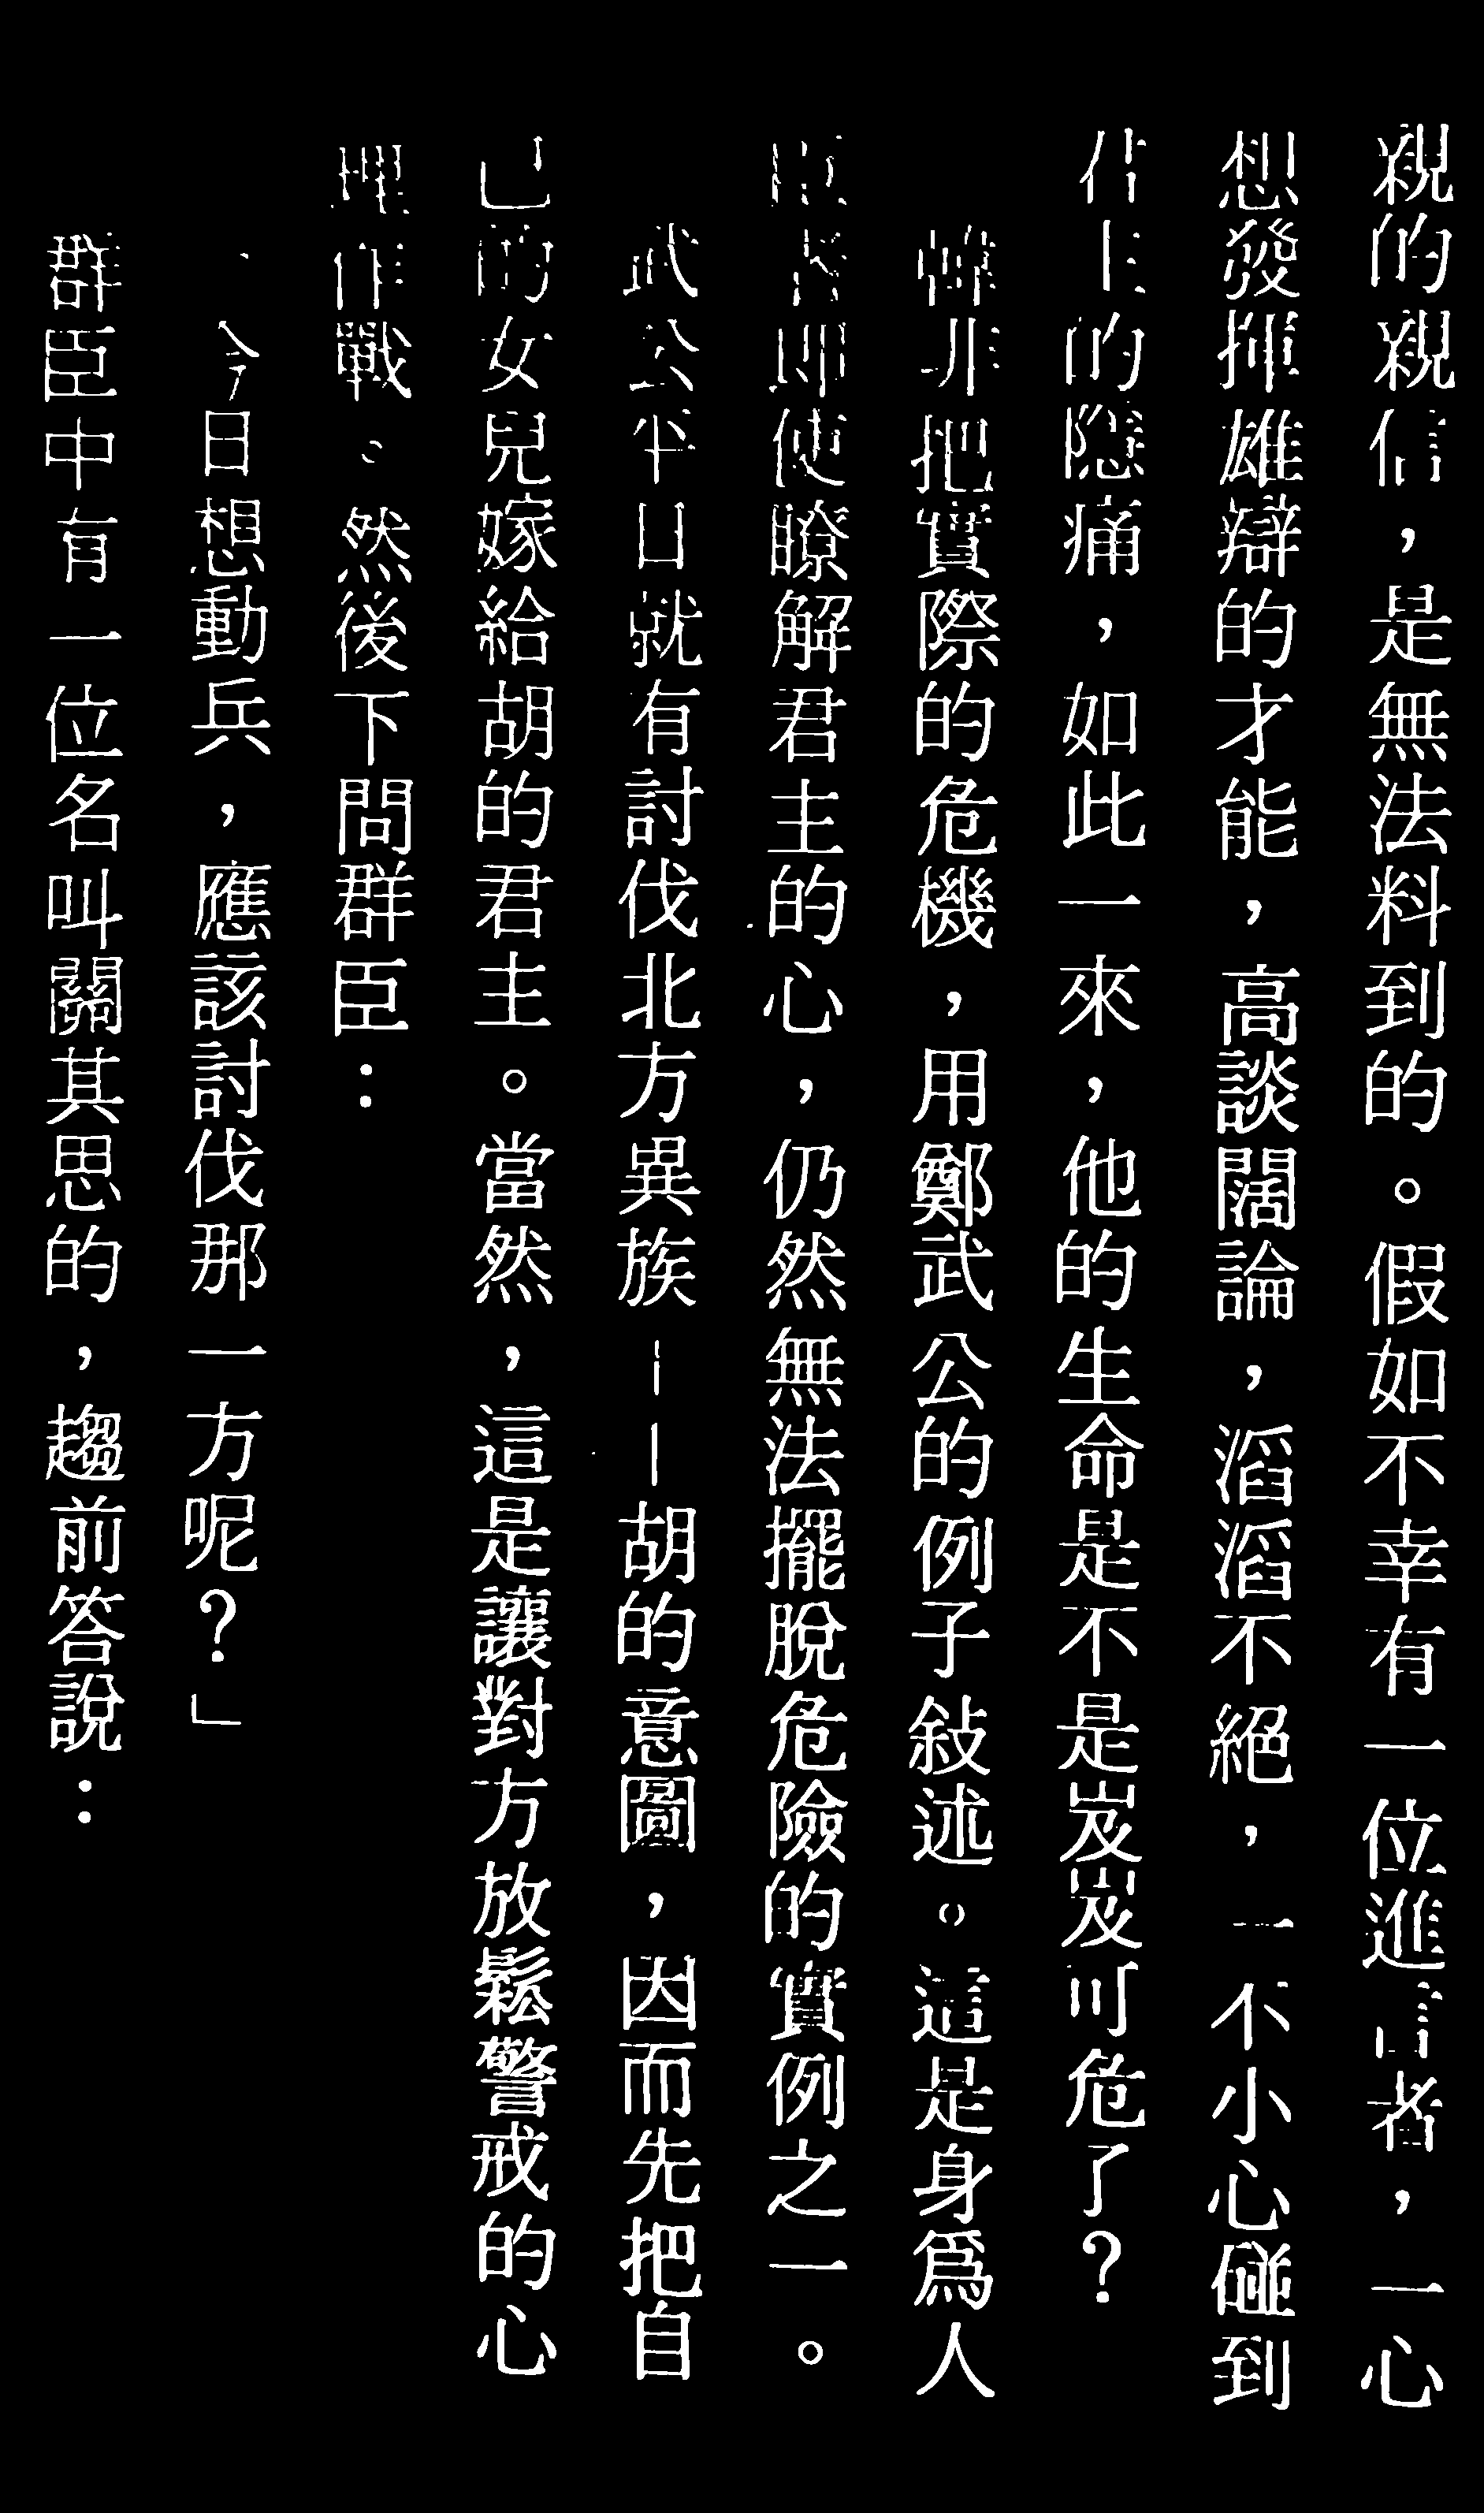 親的親信，是無法料到的。假如不幸有一位進言者，一心
想發揮雄辯的才能，高談闊論，滔滔不絕，一不小心碰到
君主的隱痛，如此一來，他的生命是不是岌岌可危了？
韓非把實際的危機，用鄭武公的例子敍述。這是身爲人
臣者即使瞭解君主的心，仍然無法擺脫危險的實例之一。
武公平日就有討伐北方異族——胡的意圖，因而先把自
己的女兒嫁給胡的君主。當然，這是讓對方放鬆警戒的心
理作戰。然後下問群臣：
今日想動兵，應該討伐那一方呢？」
群臣中有一位名叫關其思的，趨前答說：